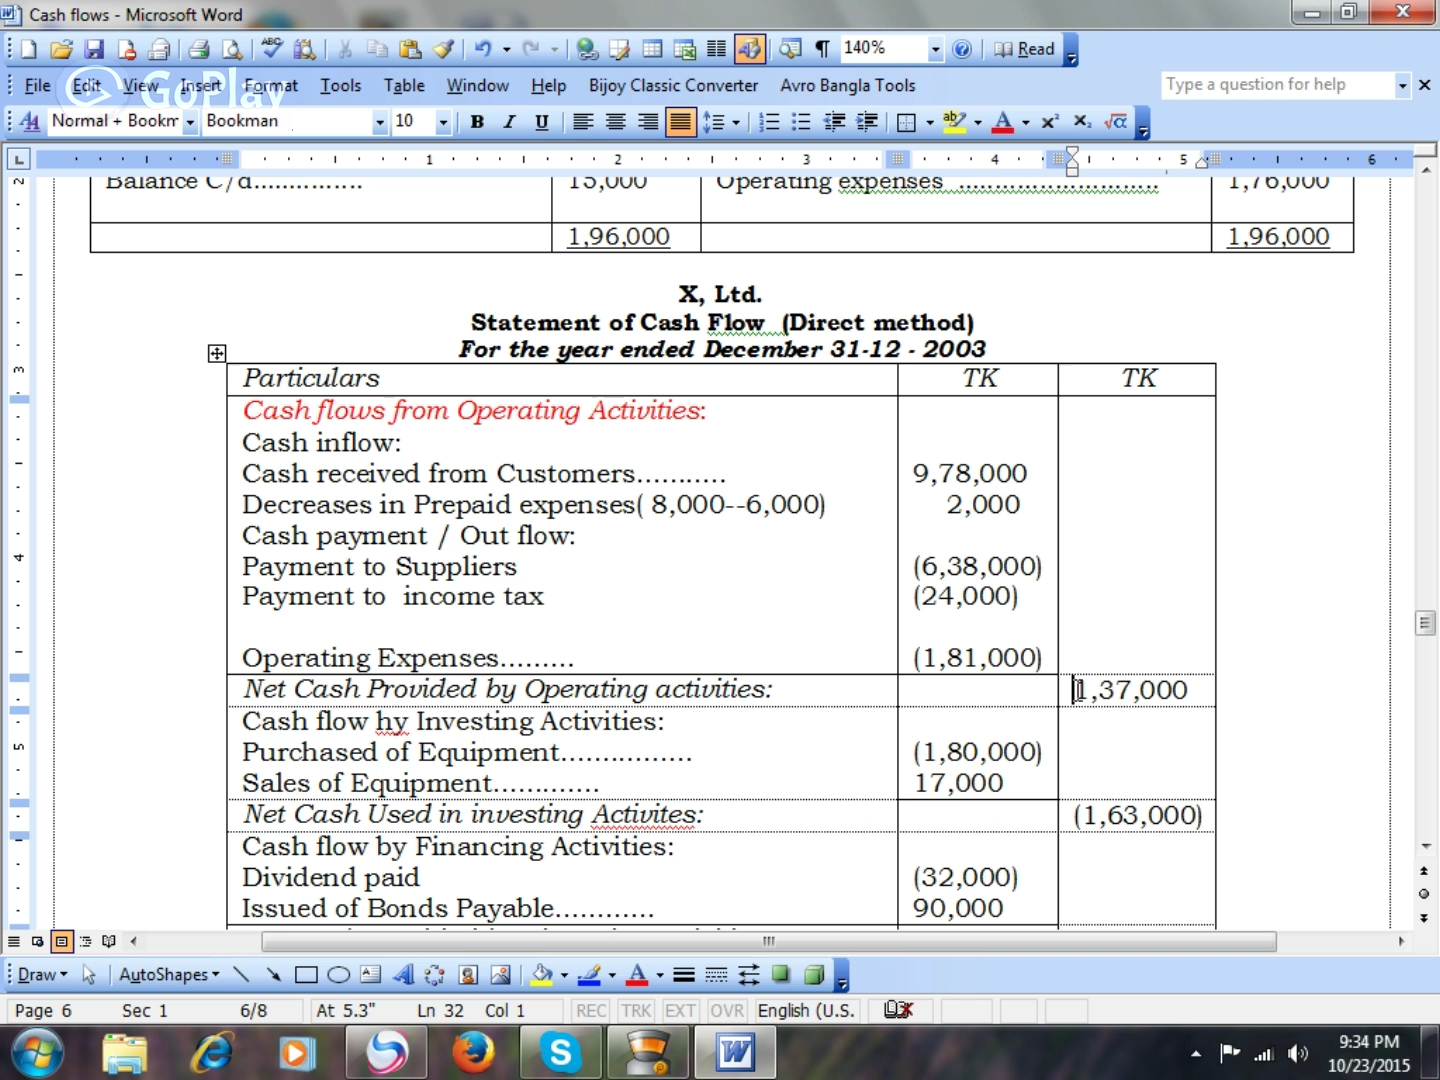 Cash flows - Microsoft Word
140%
Read
GoPlay
File Edit View Insert Format Tools Table Window Help Bijoy Classic Converter Avro Bangla Tools
Type a question for help
Normal + Bookm Bookman 10 B I U
1 2 3 4 5 6
Balance C/d............... 15,000 Operating expenses ............................ 1,76,000
1,96,000 1,96,000
X, Ltd.
Statement of Cash Flow (Direct method)
For the year ended December 31-12 - 2003
Particulars TK TK
Cash flows from Operating Activities:
Cash inflow:
Cash received from Customers........... 9,78,000
Decreases in Prepaid expenses( 8,000--6,000) 2,000
Cash payment / Out flow:
Payment to Suppliers (6,38,000)
Payment to income tax (24,000)
Operating Expenses......... (1,81,000)
Net Cash Provided by Operating activities: 1,37,000
Cash flow hy Investing Activities:
Purchased of Equipment................ (1,80,000)
Sales of Equipment............. 17,000
Net Cash Used in investing Activites: (1,63,000)
Cash flow by Financing Activities:
Dividend paid (32,000)
Issued of Bonds Payable............ 90,000
Draw AutoShapes
Page 6 Sec 1 6/8 At 5.3" Ln 32 Col 1 REC TRK EXT OVR English (U.S.
9:34 PM
10/23/2015